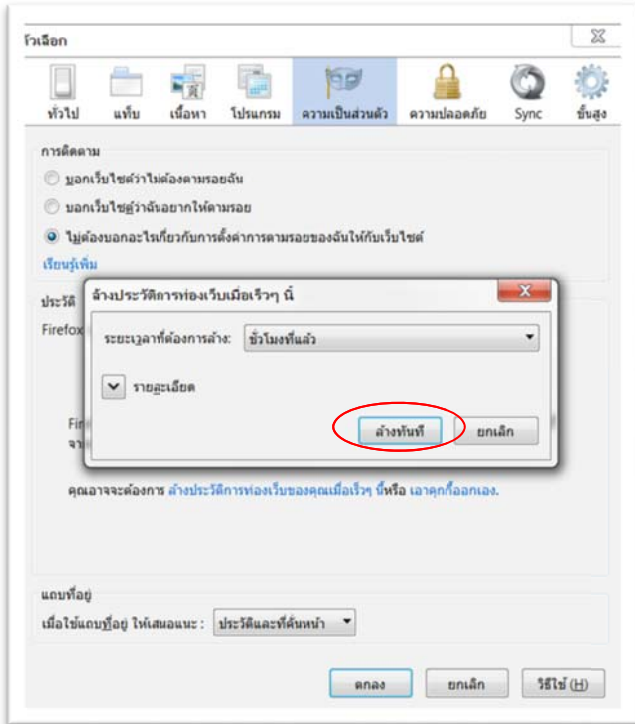 ตัวเลือก
ทั่วไป แท็บ เนื้อหา โปรแกรม ความเป็นส่วนตัว ความปลอดภัย Sync ขั้นสูง
การติดตาม
บอกเว็บไซต์ว่าไม่ต้องตามรอยฉัน
บอกเว็บไซต์ว่าฉันอยากให้ตามรอย
ไม่ต้องบอกอะไรเกี่ยวกับการตั้งค่าการตามรอยของฉันให้กับเว็บไซต์
เรียนรู้เพิ่ม
ประวัติ
ล้างประวัติการท่องเว็บเมื่อเร็วๆ นี้
Firefox
ระยะเวลาที่ต้องการล้าง: ชั่วโมงที่แล้ว
รายละเอียด
ล้างทันที ยกเลิก
คุณอาจจะต้องการ ล้างประวัติการท่องเว็บของคุณเมื่อเร็วๆ นี้หรือ เอาคุกกี้ออกเอง.
แถบที่อยู่
เมื่อใช้แถบที่อยู่ ให้เสนอแนะ : ประวัติและที่คั่นหน้า
ตกลง ยกเลิก วิธีใช้ (H)